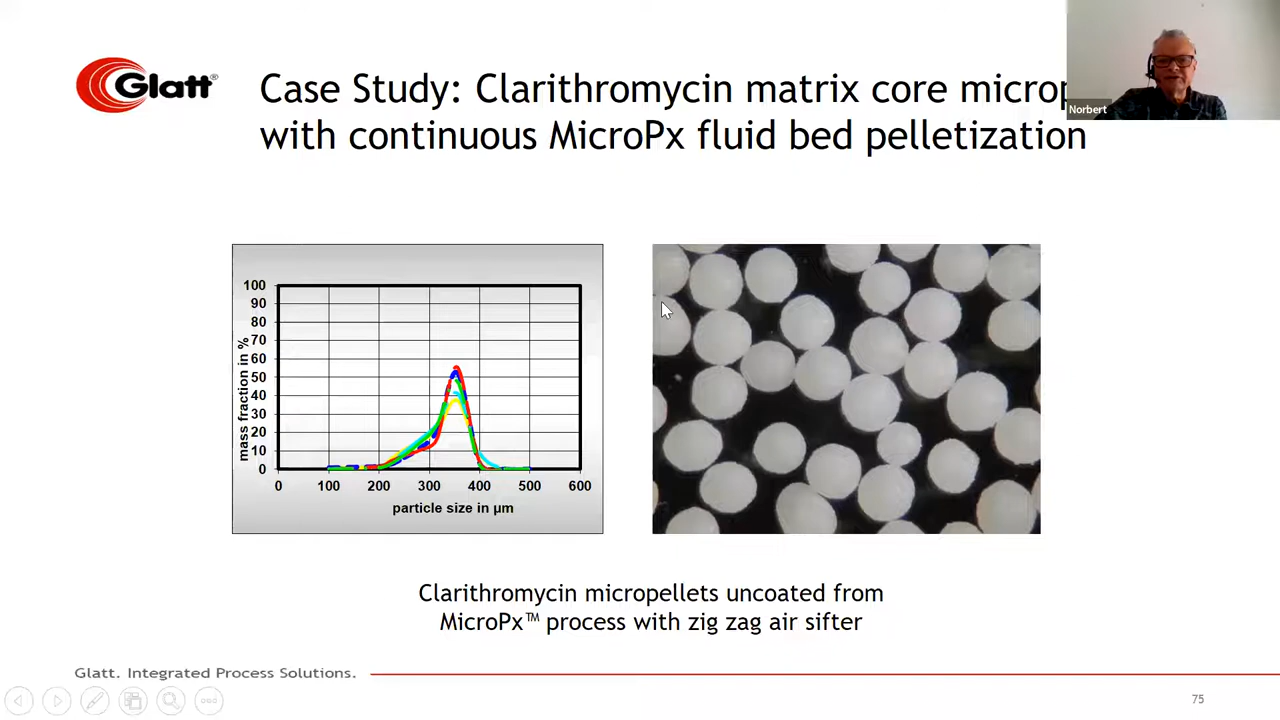 Glatt®
Case Study: Clarithromycin matrix core
with continuous MicroPx fluid bed pelletization
Norbert
100
90
80
70
60
50
40
30
20
10
0
mass fraction in %
0 100 200 300 400 500 600
particle size in µm
Clarithromycin micropellets uncoated from
MicroPx™ process with zig zag air sifter
Glatt. Integrated Process Solutions.
75